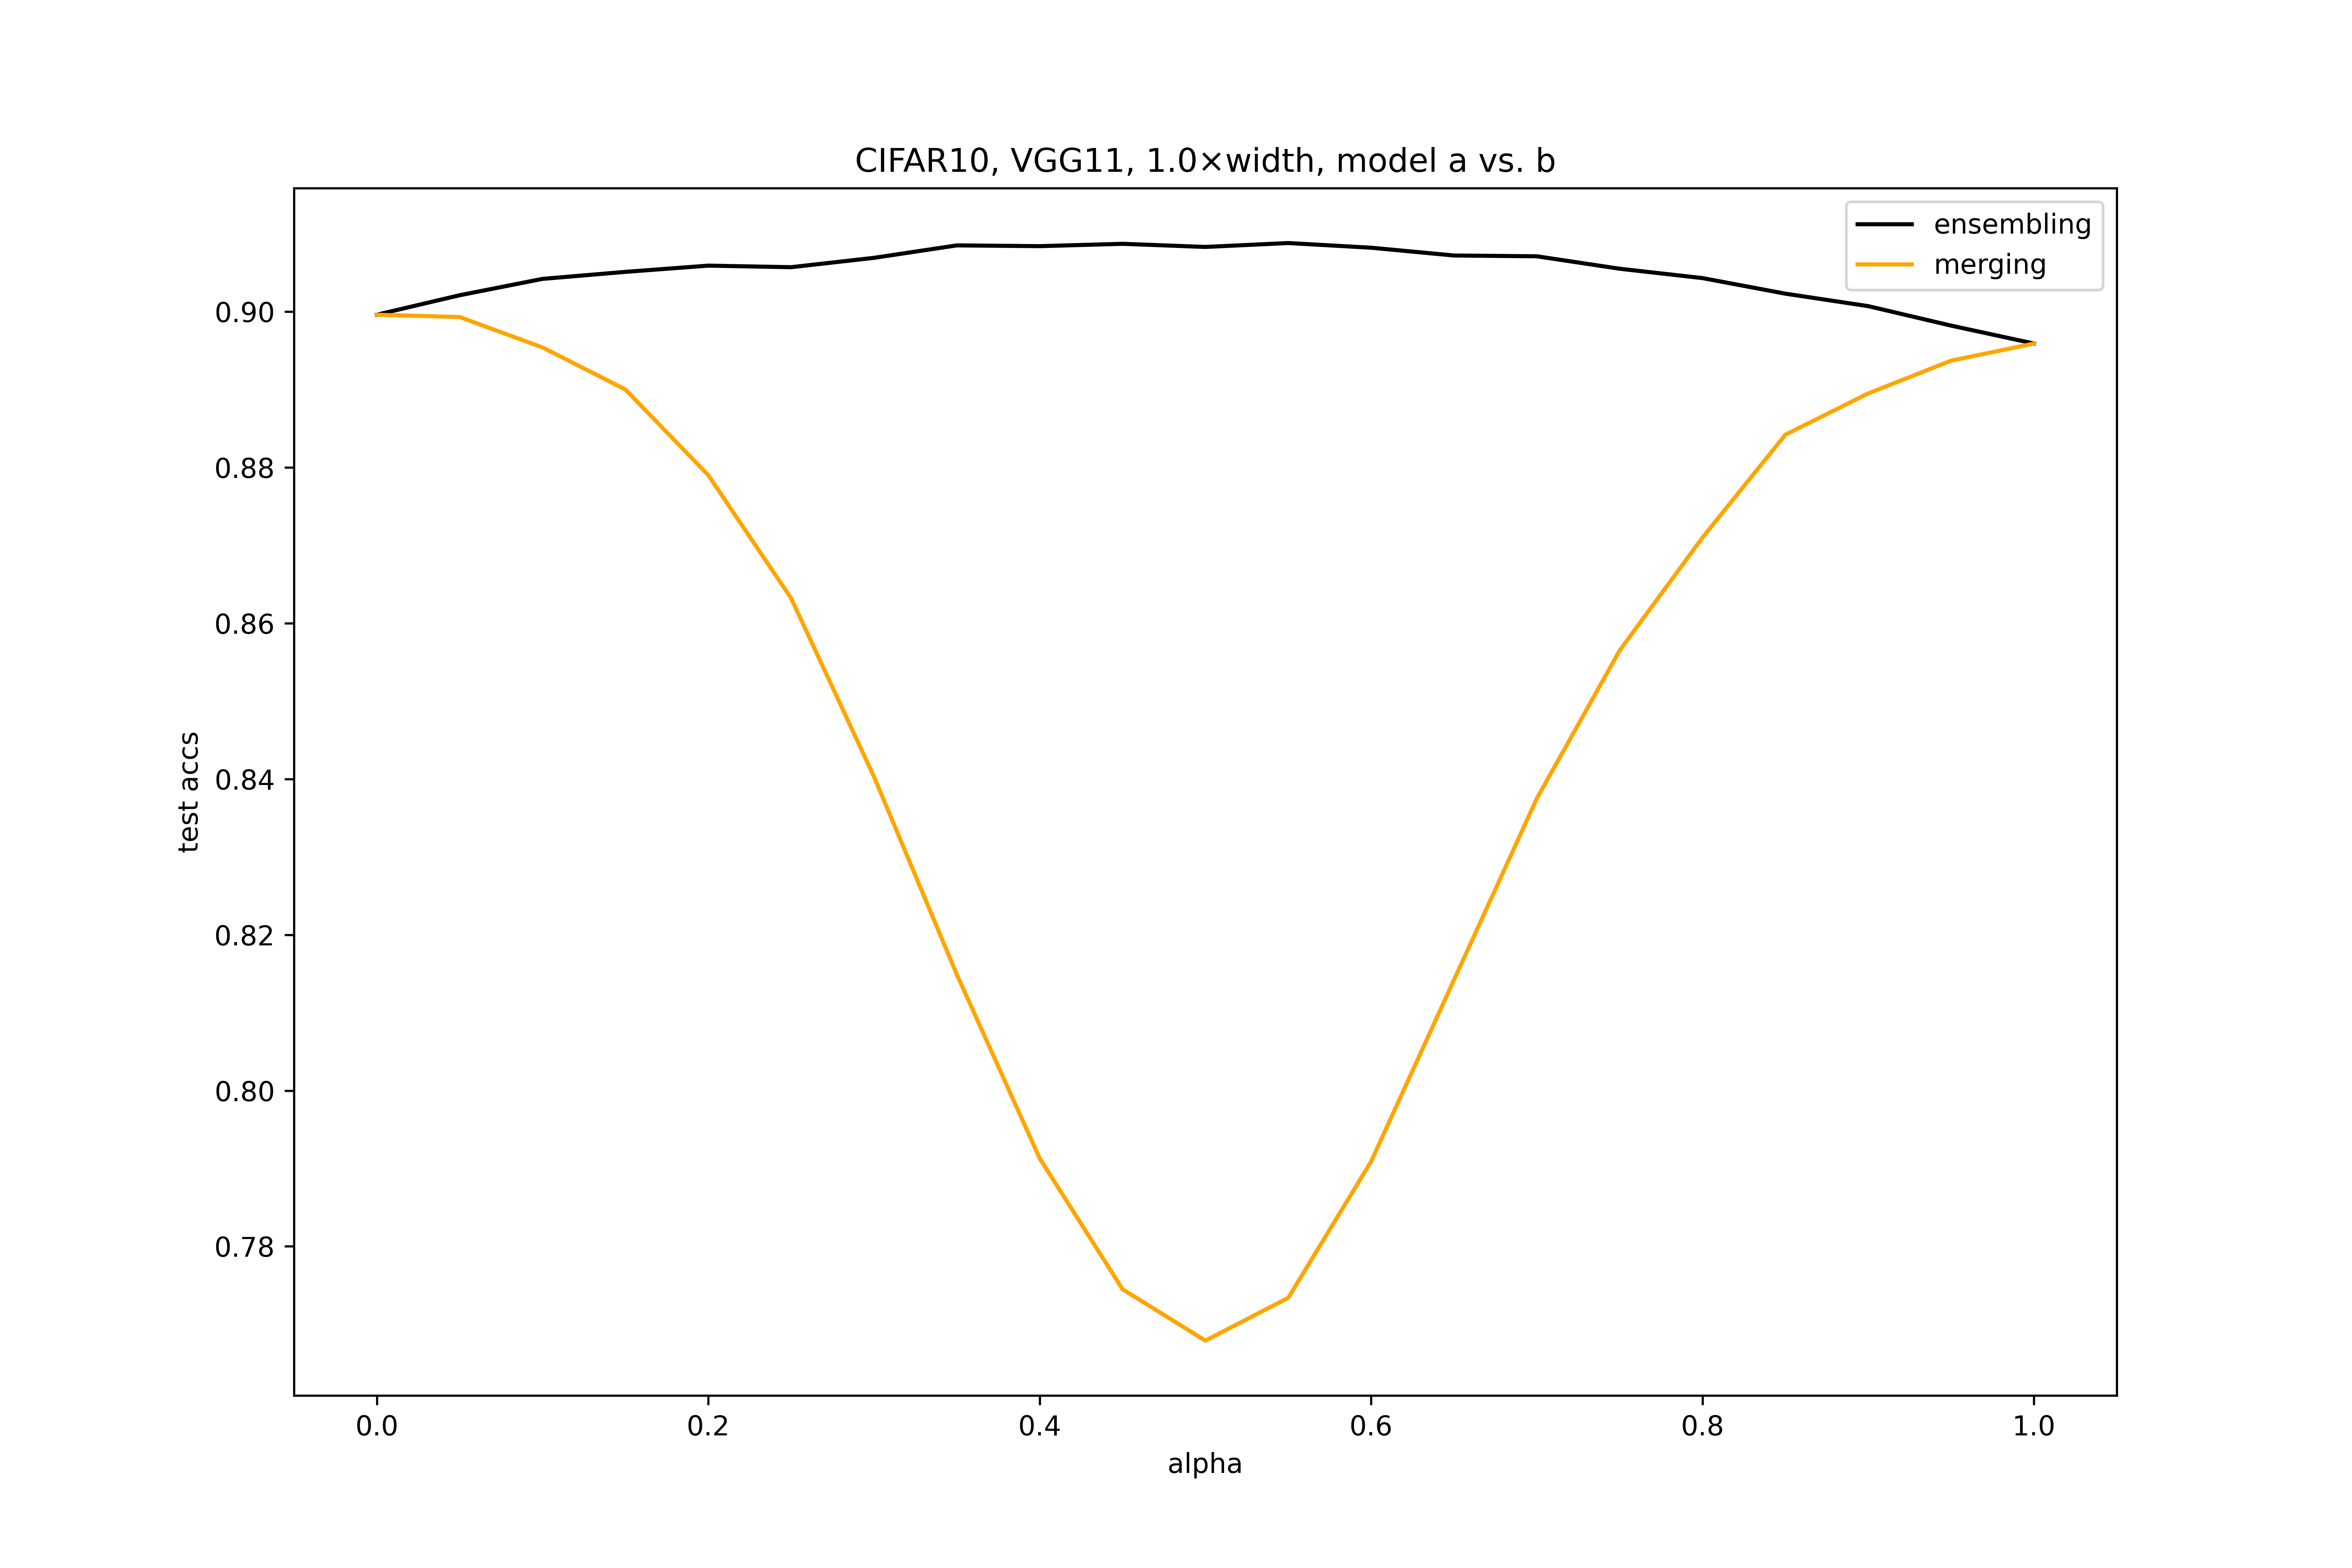 CIFAR10, VGG11, 1.0×width, model a vs. b
ensembling
merging
0.90
0.88
0.86
0.84
0.82
0.80
0.78
test accs
0.0 0.2 0.4 0.6 0.8 1.0
alpha